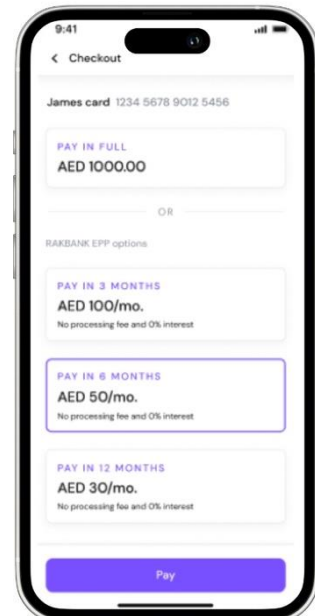 9:41
Checkout
James card 1234 5678 9012 5456
PAY IN FULL
AED 1000.00
OR
RAKBANK EPP options
PAY IN 3 MONTHS
AED 100/mo.
No processing fee and 0% interest
PAY IN 6 MONTHS
AED 50/mo.
No processing fee and 0% interest
PAY IN 12 MONTHS
AED 30/mo.
No processing fee and 0% interest
Pay